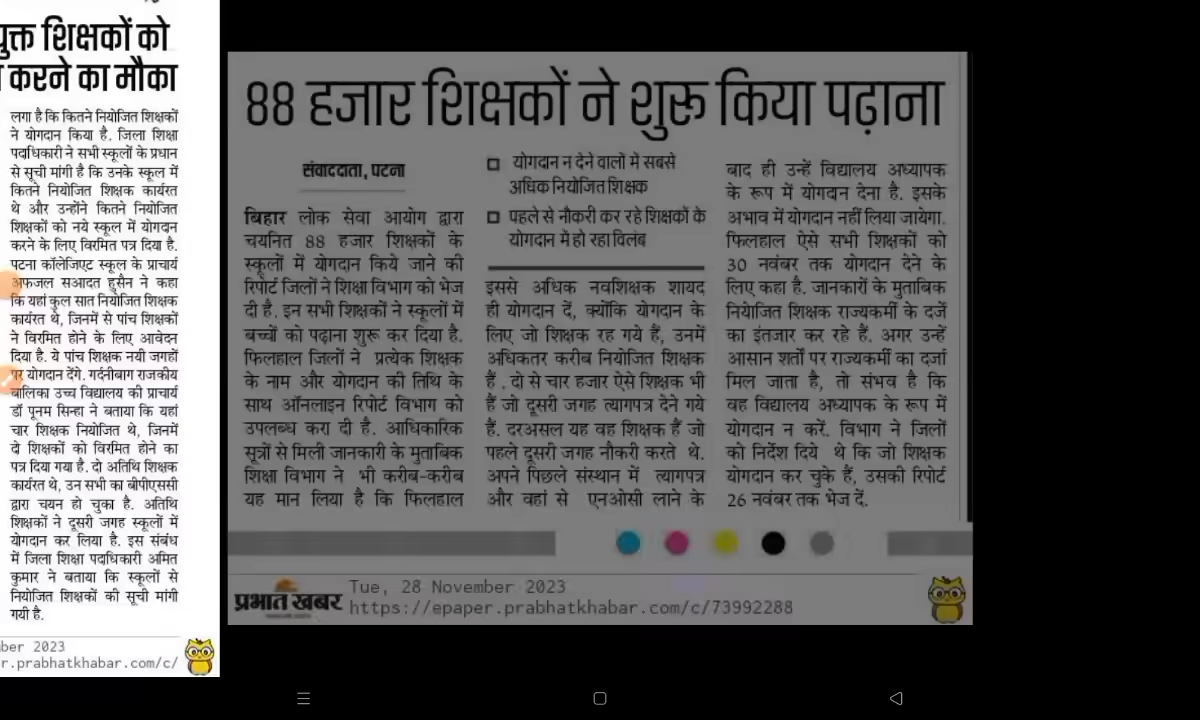 युक्त शिक्षकों को
करने का मौका
लगा है कि कितने नियोजित शिक्षकों
ने योगदान किया है. जिला शिक्षा
पदाधिकारी ने सभी स्कूलों के प्रधान
से सूची मांगी है कि उनके स्कूल में
कितने नियोजित शिक्षक कार्यरत
थे और उन्होंने कितने नियोजित
शिक्षकों को नये स्कूल में योगदान
करने के लिए विरमित पत्र दिया है.
पटना कॉलेजिएट स्कूल के प्राचार्य
अफजल सआदत हुसैन ने कहा
कि यहां कुल सात नियोजित शिक्षक
कार्यरत थे, जिनमें से पांच शिक्षकों
ने विरमित होने के लिए आवेदन
दिया है. ये पांच शिक्षक नयी जगहों
पर योगदान देंगे. गर्दनीबाग राजकीय
बालिका उच्च विद्यालय की प्राचार्य
डॉ पूनम सिन्हा ने बताया कि यहां
चार शिक्षक नियोजित थे, जिनमें
दो शिक्षकों को विरमित होने का
पत्र दिया गया है. दो अतिथि शिक्षक
कार्यरत थे, उन सभी का बीपीएससी
द्वारा चयन हो चुका है. अतिथि
शिक्षकों ने दूसरी जगह स्कूलों में
योगदान कर लिया है. इस संबंध
में जिला शिक्षा पदाधिकारी अमित
कुमार ने बताया कि स्कूलों से
नियोजित शिक्षकों की सूची मांगी
गयी है.
ber 2023
r.prabhatkhabar.com/c/
88 हजार शिक्षकों ने शुरू किया पढ़ाना
संवाददाता, पटना
बिहार लोक सेवा आयोग द्वारा
चयनित 88 हजार शिक्षकों के
स्कूलों में योगदान किये जाने की
रिपोर्ट जिलों ने शिक्षा विभाग को भेज
दी है. इन सभी शिक्षकों ने स्कूलों में
बच्चों को पढ़ाना शुरू कर दिया है.
फिलहाल जिलों ने प्रत्येक शिक्षक
के नाम और योगदान की तिथि के
साथ ऑनलाइन रिपोर्ट विभाग को
उपलब्ध करा दी है. आधिकारिक
सूत्रों से मिली जानकारी के मुताबिक
शिक्षा विभाग ने भी करीब-करीब
यह मान लिया है कि फिलहाल
योगदान न देने वालों में सबसे
अधिक नियोजित शिक्षक
पहले से नौकरी कर रहे शिक्षकों के
योगदान में हो रहा विलंब
इससे अधिक नवशिक्षक शायद
ही योगदान दें, क्योंकि योगदान के
लिए जो शिक्षक रह गये हैं, उनमें
अधिकतर करीब नियोजित शिक्षक
हैं . दो से चार हजार ऐसे शिक्षक भी
हैं जो दूसरी जगह त्यागपत्र देने गये
हैं. दरअसल यह वह शिक्षक हैं जो
पहले दूसरी जगह नौकरी करते थे.
अपने पिछले संस्थान में त्यागपत्र
और वहां से एनओसी लाने के
बाद ही उन्हें विद्यालय अध्यापक
के रूप में योगदान देना है. इसके
अभाव में योगदान नहीं लिया जायेगा.
फिलहाल ऐसे सभी शिक्षकों को
30 नवंबर तक योगदान देने के
लिए कहा है. जानकारों के मुताबिक
नियोजित शिक्षक राज्यकर्मी के दर्जे
का इंतजार कर रहे हैं. अगर उन्हें
आसान शर्तों पर राज्यकर्मी का दर्जा
मिल जाता है, तो संभव है कि
वह विद्यालय अध्यापक के रूप में
योगदान न करें. विभाग ने जिलों
को निर्देश दिये थे कि जो शिक्षक
योगदान कर चुके हैं, उसकी रिपोर्ट
26 नवंबर तक भेज दें.
प्रभात खबर
Tue, 28 November 2023
https://epaper.prabhatkhabar.com/c/73992288